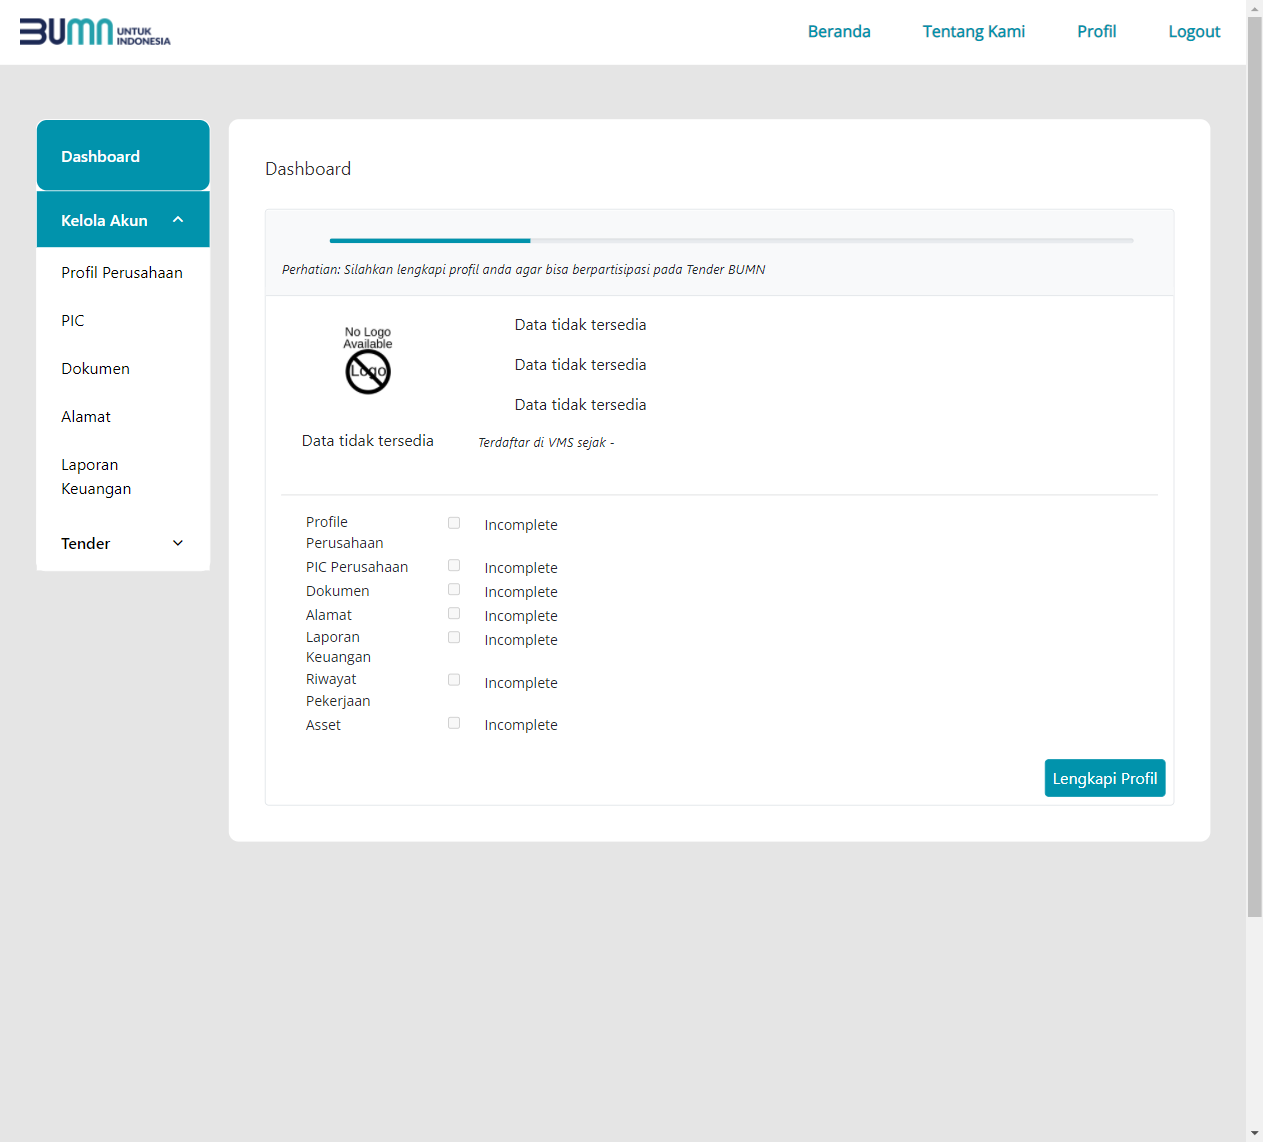 BUMN UNTUK INDONESIA
Beranda
Tentang Kami
Profil
Logout
Dashboard
Kelola Akun
Profil Perusahaan
PIC
Dokumen
Alamat
Laporan
Keuangan
Tender
Dashboard
Perhatian: Silahkan lengkapi profil anda agar bisa berpartisipasi pada Tender BUMN
No Logo
Available
Logo
Data tidak tersedia
Data tidak tersedia
Data tidak tersedia
Data tidak tersedia
Terdaftar di VMS sejak -
Profile
Perusahaan
Incomplete
PIC Perusahaan
Incomplete
Dokumen
Incomplete
Alamat
Incomplete
Laporan
Keuangan
Incomplete
Riwayat
Pekerjaan
Incomplete
Asset
Incomplete
Lengkapi Profil